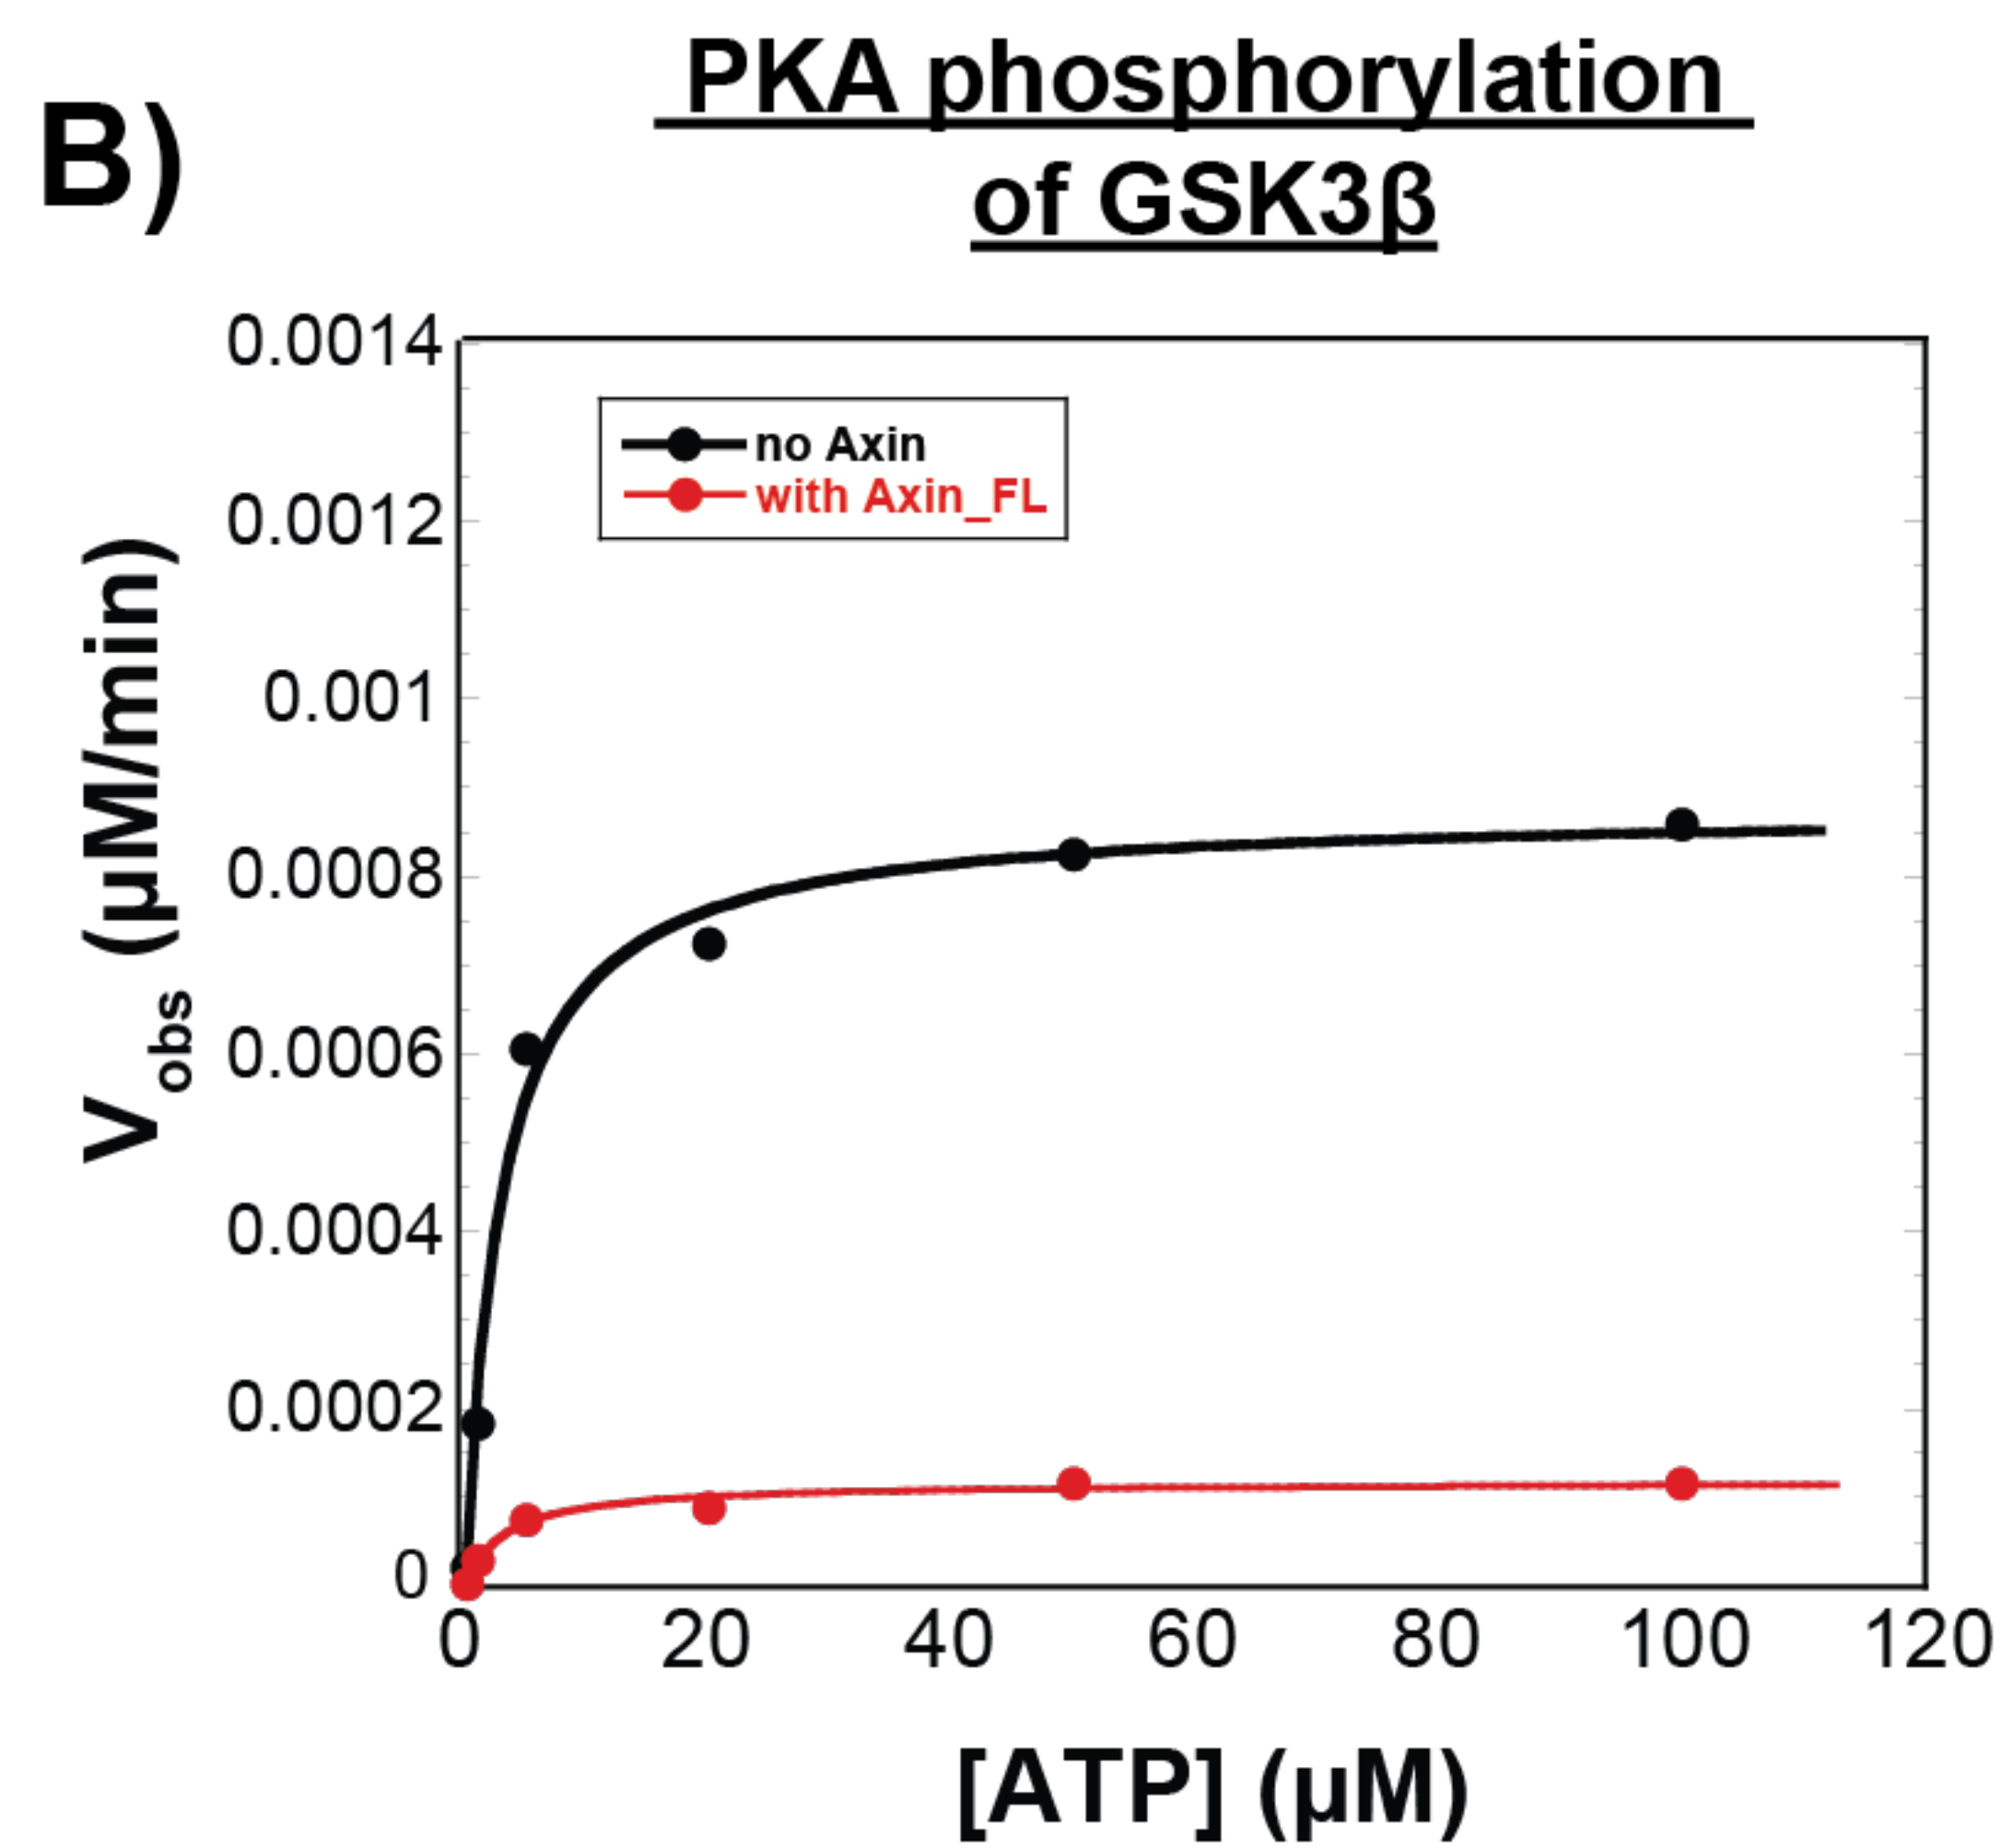 B)
PKA phosphorylation
of GSK3β
0.0014
0.0012
0.001
0.0008
0.0006
0.0004
0.0002
0
no Axin
with Axin_FL
Vobs (µM/min)
0 20 40 60 80 100 120
[ATP] (µM)